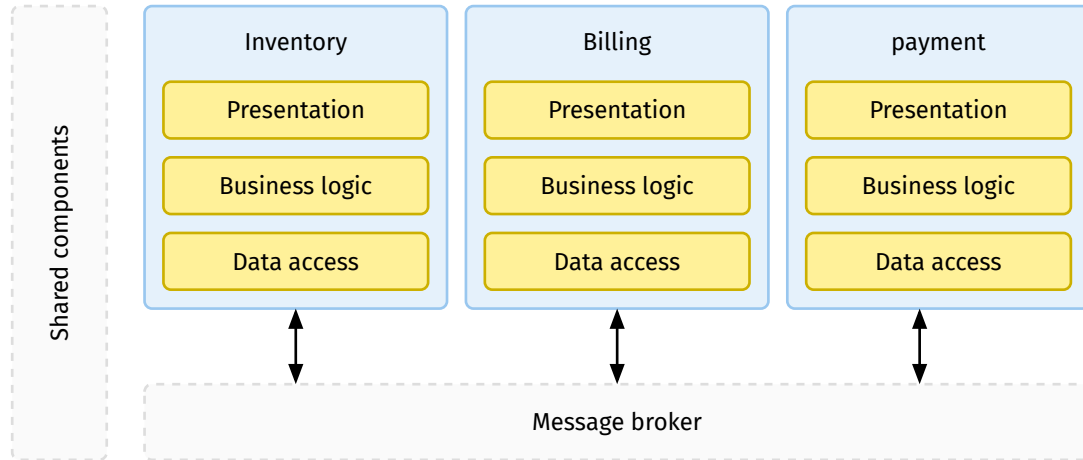 Shared components
Inventory
Presentation
Business logic
Data access
Billing
Presentation
Business logic
Data access
payment
Presentation
Business logic
Data access
Message broker